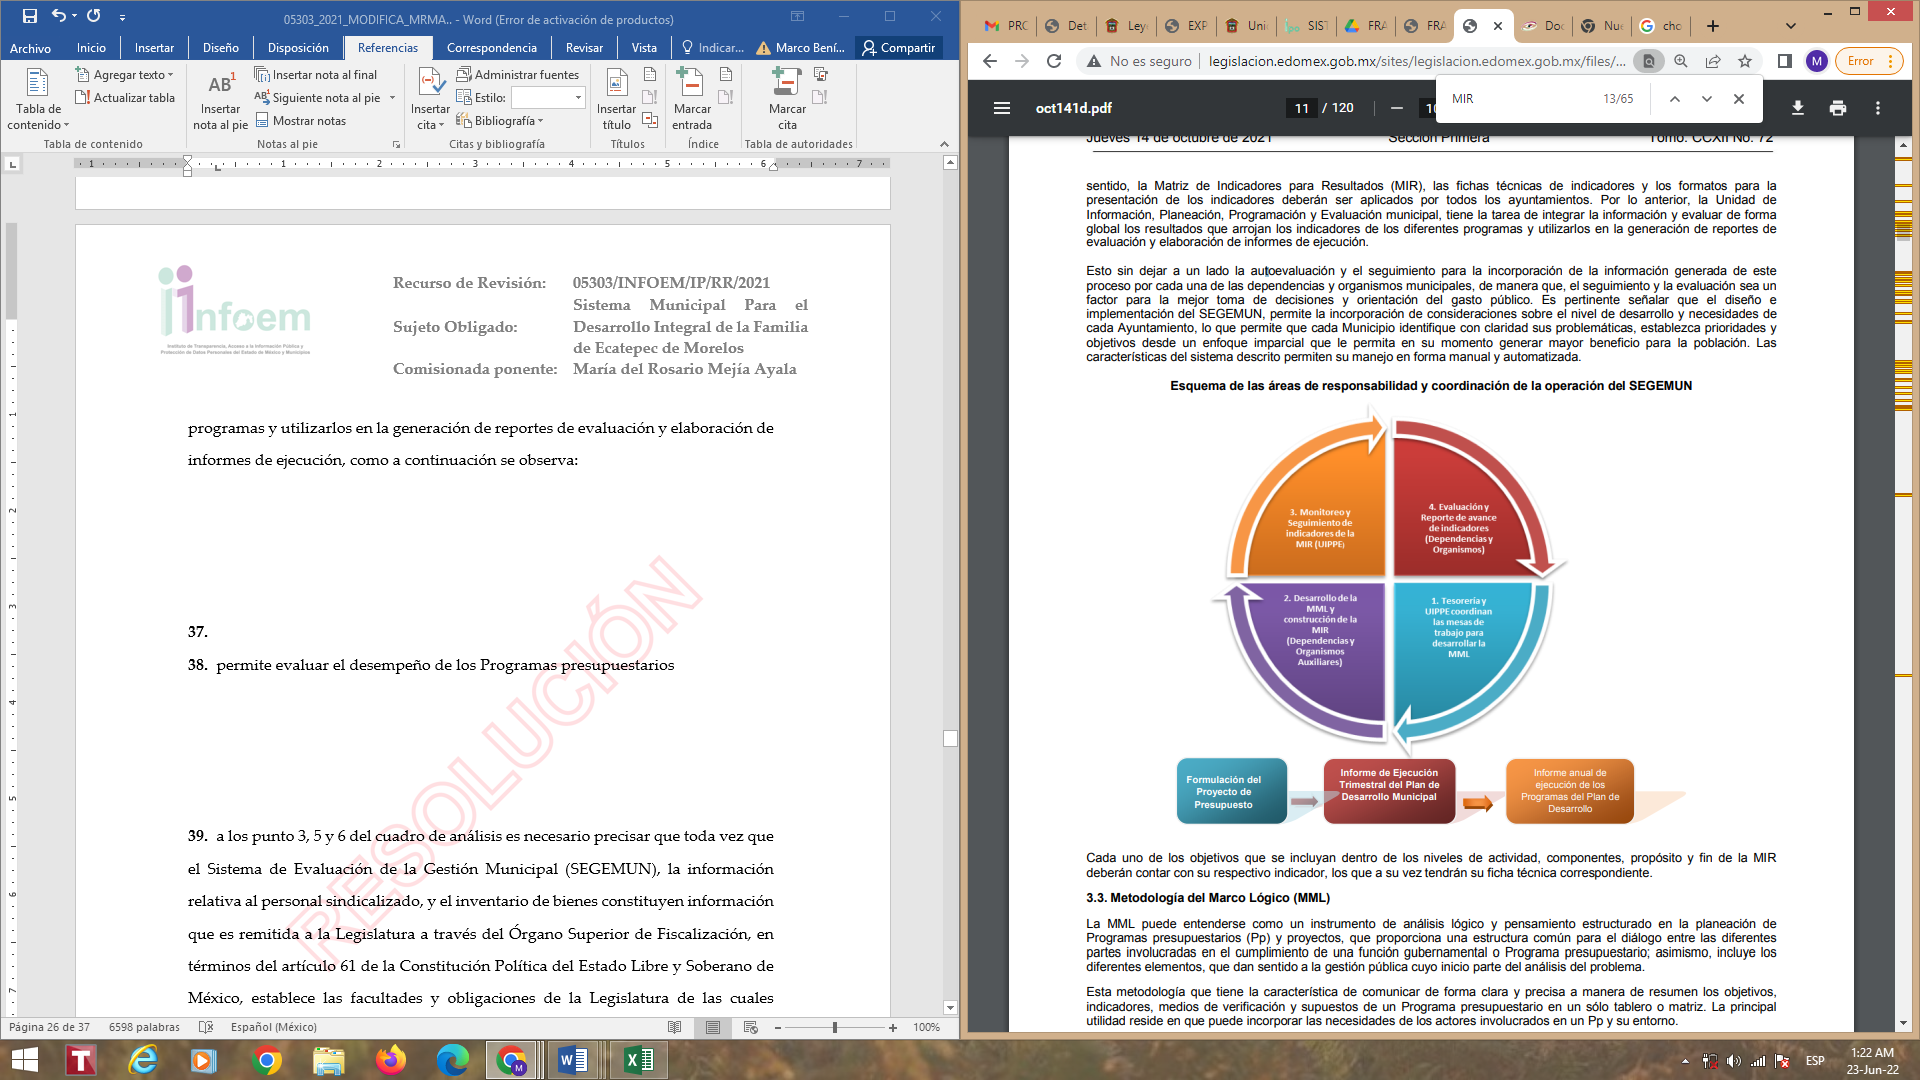 05303_2021_MODIFICA_MRMA.. - Word (Error de activación de productos)
Archivo
Inicio
Insertar
Diseño
Disposición
Referencias
Correspondencia
Revisar
Vista
Indicar...
Marco Bení...
Compartir
Tabla de contenido
Agregar texto
Actualizar tabla
Tabla de contenido
AB1
Insertar nota al pie
Insertar nota al final
Siguiente nota al pie
Mostrar notas
Notas al pie
Insertar cita
Administrar fuentes
Estilo:
Bibliografía
Citas y bibliografía
Insertar título
Títulos
Marcar entrada
Índice
Marcar cita
Tabla de autoridades
infoem
Instituto de Transparencia, Acceso a la Información Pública y
Protección de Datos Personales del Estado de México y Municipios
Recurso de Revisión: 05303/INFOEM/IP/RR/2021
Sujeto Obligado: Sistema Municipal Para el
Desarrollo Integral de la Familia
de Ecatepec de Morelos
Comisionada ponente: María del Rosario Mejía Ayala
programas y utilizarlos en la generación de reportes de evaluación y elaboración de
informes de ejecución, como a continuación se observa:
37.
38. permite evaluar el desempeño de los Programas presupuestarios
RESOLUCIÓN
39. a los punto 3, 5 y 6 del cuadro de análisis es necesario precisar que toda vez que
el Sistema de Evaluación de la Gestión Municipal (SEGEMUN), la información
relativa al personal sindicalizado, y el inventario de bienes constituyen información
que es remitida a la Legislatura a través del Órgano Superior de Fiscalización, en
términos del artículo 61 de la Constitución Política del Estado Libre y Soberano de
México, establece las facultades y obligaciones de la Legislatura de las cuales
Página 26 de 37
6598 palabras
Español (México)
100%
PRC
Det
Ley
EXP
Uni
SIST
FRA
FRA
Doc
Nue
cho
No es seguro
legislacion.edomex.gob.mx/sites/legislacion.edomex.gob.mx/files/...
M
Error
MIR
13/65
oct141d.pdf
11 / 120
Jueves 14 de octubre de 2021
Sección Primera
Tomo: CCXII No. 72
sentido, la Matriz de Indicadores para Resultados (MIR), las fichas técnicas de indicadores y los formatos para la
presentación de los indicadores deberán ser aplicados por todos los ayuntamientos. Por lo anterior, la Unidad de
Información, Planeación, Programación y Evaluación municipal, tiene la tarea de integrar la información y evaluar de forma
global los resultados que arrojan los indicadores de los diferentes programas y utilizarlos en la generación de reportes de
evaluación y elaboración de informes de ejecución.
Esto sin dejar a un lado la autoevaluación y el seguimiento para la incorporación de la información generada de este
proceso por cada una de las dependencias y organismos municipales, de manera que, el seguimiento y la evaluación sea un
factor para la mejor toma de decisiones y orientación del gasto público. Es pertinente señalar que el diseño e
implementación del SEGEMUN, permite la incorporación de consideraciones sobre el nivel de desarrollo y necesidades de
cada Ayuntamiento, lo que permite que cada Municipio identifique con claridad sus problemáticas, establezca prioridades y
objetivos desde un enfoque imparcial que le permita en su momento generar mayor beneficio para la población. Las
características del sistema descrito permiten su manejo en forma manual y automatizada.
Esquema de las áreas de responsabilidad y coordinación de la operación del SEGEMUN
3. Monitoreo y
Seguimiento de
indicadores de la
MIR (UIPPE)
4. Evaluación y
Reporte de avance
de indicadores
(Dependencias y
Organismos)
2. Desarrollo de la
MML y
construcción de la
MIR
(Dependencias y
Organismos
Auxiliares)
1. Tesorería y
UIPPE coordinan
las mesas de
trabajo para
desarrollar la
MML
Formulación del
Proyecto de
Presupuesto
Informe de Ejecución
Trimestral del Plan de
Desarrollo Municipal
Informe anual de
ejecución de los
Programas del Plan de
Desarrollo
Cada uno de los objetivos que se incluyan dentro de los niveles de actividad, componentes, propósito y fin de la MIR
deberán contar con su respectivo indicador, los que a su vez tendrán su ficha técnica correspondiente.
3.3. Metodología del Marco Lógico (MML)
La MML puede entenderse como un instrumento de análisis lógico y pensamiento estructurado en la planeación de
Programas presupuestarios (Pp) y proyectos, que proporciona una estructura común para el diálogo entre las diferentes
partes involucradas en el cumplimiento de una función gubernamental o Programa presupuestario; asimismo, incluye los
diferentes elementos, que dan sentido a la gestión pública cuyo inicio parte del análisis del problema.
Esta metodología que tiene la característica de comunicar de forma clara y precisa a manera de resumen los objetivos,
indicadores, medios de verificación y supuestos de un Programa presupuestario en un sólo tablero o matriz. La principal
utilidad reside en que puede incorporar las necesidades de los actores involucrados en un Pp y su entorno.
ESP
1:22 AM
23-Jun-22